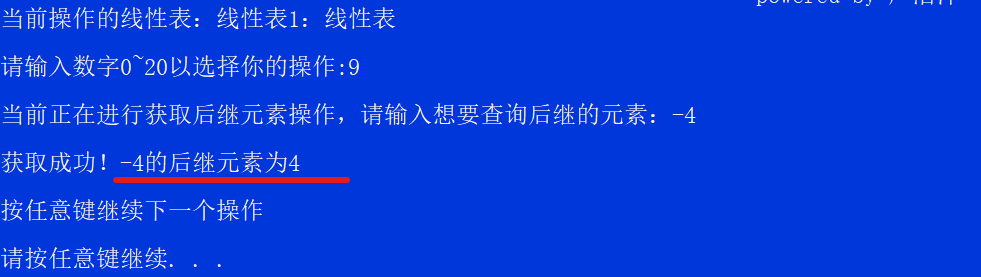 powered by
当前操作的线性表：线性表1：线性表
请输入数字0~20以选择你的操作:9
当前正在进行获取后继元素操作，请输入想要查询后继的元素：-4
获取成功！-4的后继元素为4
按任意键继续下一个操作
请按任意键继续. . .